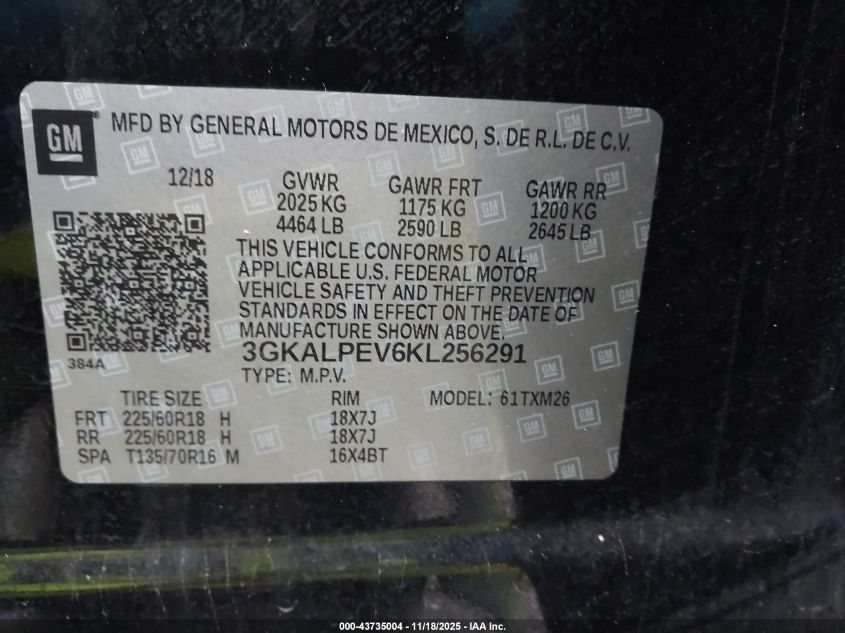 GM ® MFD BY GENERAL MOTORS DE MEXICO, S. DE R.L. DE C.V.
12/18 GVWR GAWR FRT GAWR RR
2025 KG 1175 KG 1200 KG
4464 LB 2590 LB 2645 LB
THIS VEHICLE CONFORMS TO ALL
APPLICABLE U.S. FEDERAL MOTOR
VEHICLE SAFETY AND THEFT PREVENTION
STANDARDS IN EFFECT ON THE DATE OF
MANUFACTURE SHOWN ABOVE.
3GKALPEV6KL256291
384A
TYPE: M.P.V.
TIRE SIZE RIM MODEL: 61TXM26
FRT 225/60R18 H 18X7J
RR 225/60R18 H 18X7J
SPA T135/70R16 M 16X4BT
000-43735004 - 11/18/2025 - IAA Inc.